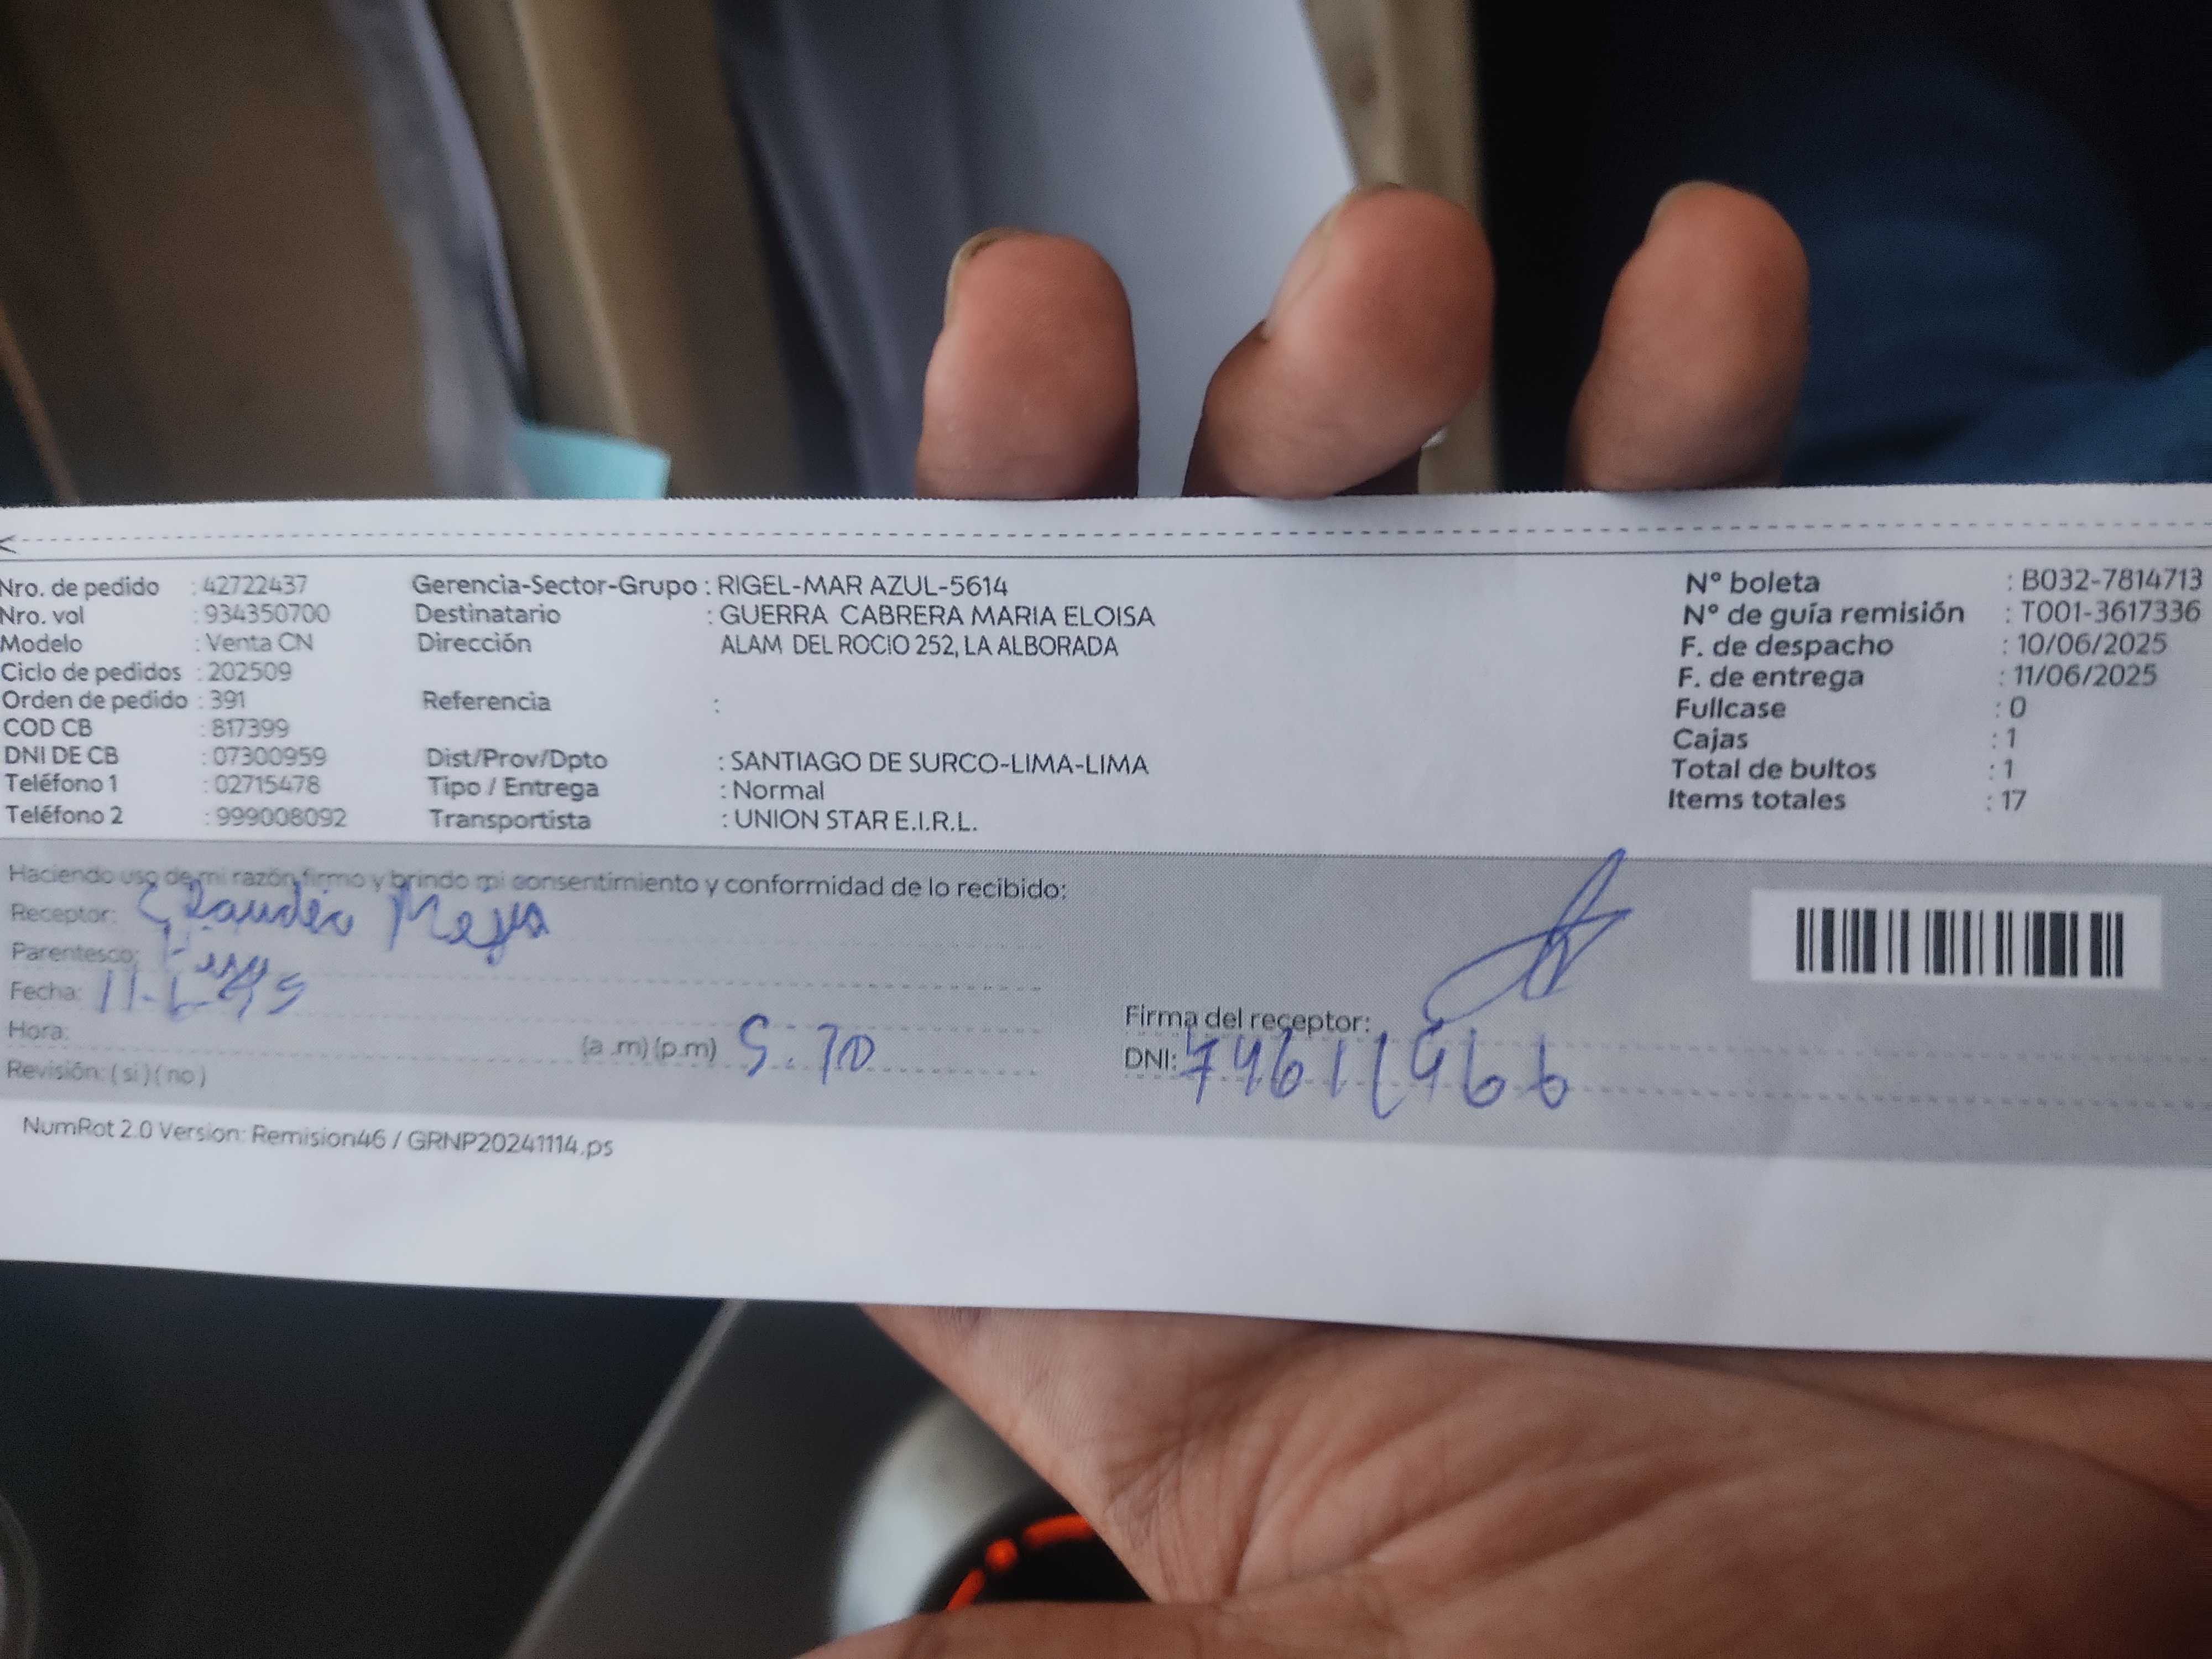 Nro. de pedido : 42722437 Gerencia-Sector-Grupo : RIGEL-MAR AZUL-5614 N° boleta : B032-7814713
Nro. vol : 934350700 Destinatario : GUERRA CABRERA MARIA ELOISA N° de guía remisión : T001-3617336
Modelo : Venta CN Dirección ALAM DEL ROCIO 252, LA ALBORADA F. de despacho : 10/06/2025
Ciclo de pedidos : 202509 F. de entrega : 11/06/2025
Orden de pedido : 391 Referencia : Fullcase : 0
COD CB : 817399 Cajas : 1
DNI DE CB : 07300959 Dist/Prov/Dpto : SANTIAGO DE SURCO-LIMA-LIMA Total de bultos : 1
Teléfono 1 : 02715478 Tipo / Entrega : Normal Items totales : 17
Teléfono 2 : 999008092 Transportista : UNION STAR E.I.R.L.
Haciendo uso de mi razón firmo y brindo mi consentimiento y conformidad de lo recibido:
Receptor: Claudia
Parentesco:
Fecha:
Hora: (a .m) (p.m) Firma del receptor:
Revisión: ( si ) ( no ) DNI:
NumRot 2.0 Version: Remision46 / GRNP20241114.ps